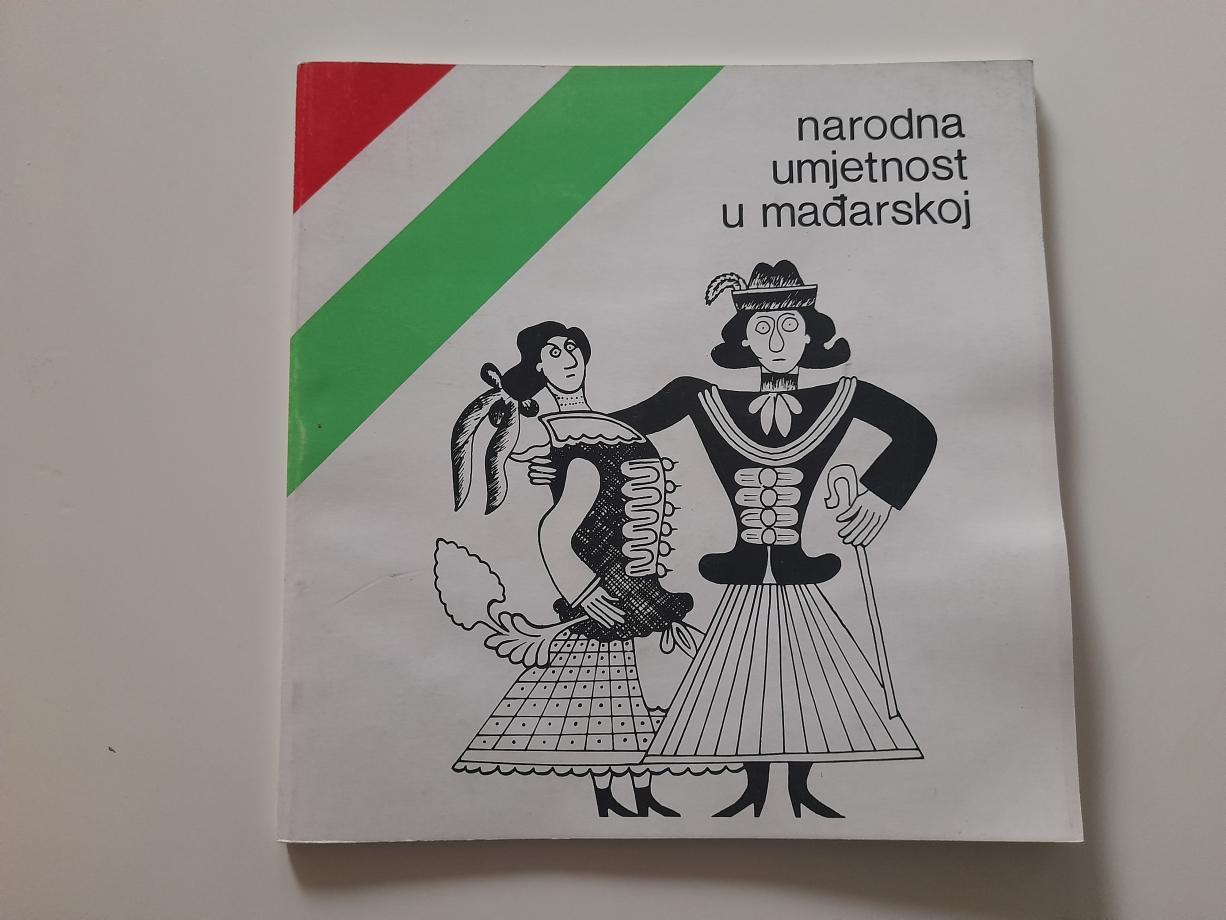 narodna
umjetnost
u mađarskoj